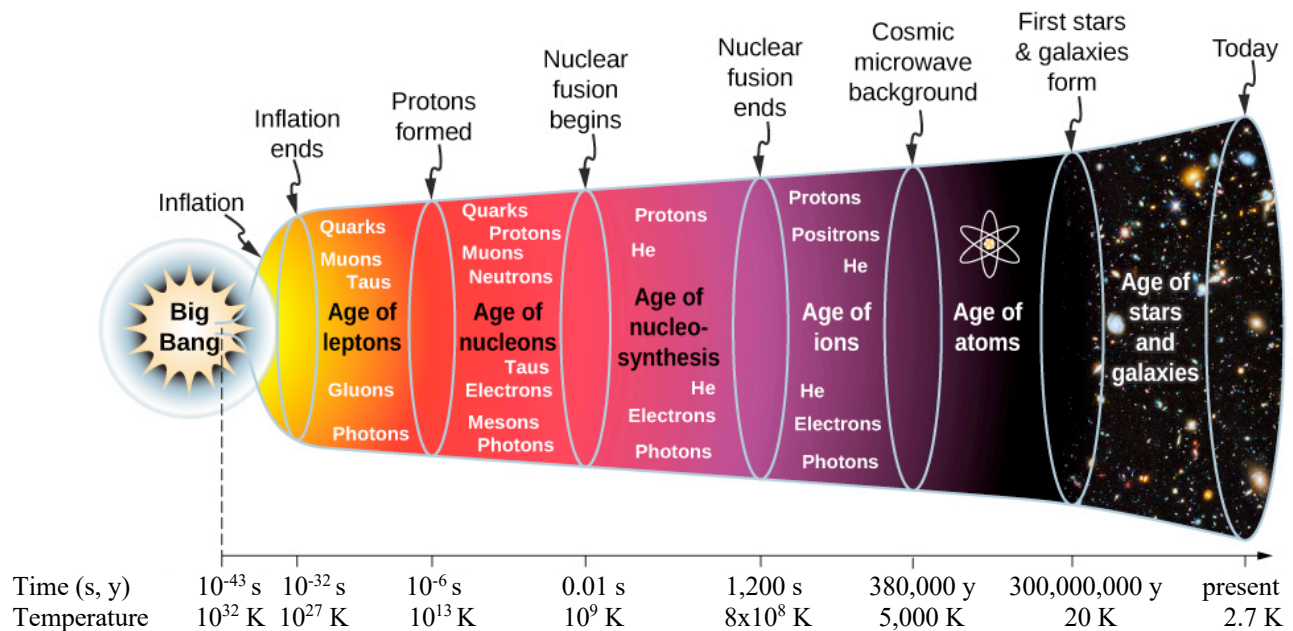 Inflation
Inflation
ends
Protons
formed
Nuclear
fusion
begins
Nuclear
fusion
ends
Cosmic
microwave
background
First stars
& galaxies
form
Today
Big
Bang
Quarks
Muons
Taus
Age of
leptons
Gluons
Photons
Quarks
Protons
Muons
Neutrons
Age of
nucleons
Taus
Electrons
Mesons
Photons
Protons
He
Age of
nucleo-
synthesis
He
Electrons
Photons
Protons
Positrons
He
Age of
ions
He
Electrons
Photons
Age of
atoms
Age of
stars
and
galaxies
Time (s, y) 10⁻⁴³ s 10⁻³² s 10⁻⁶ s 0.01 s 1,200 s 380,000 y 300,000,000 y present
Temperature 10³² K 10²⁷ K 10¹³ K 10⁹ K 8x10⁸ K 5,000 K 20 K 2.7 K